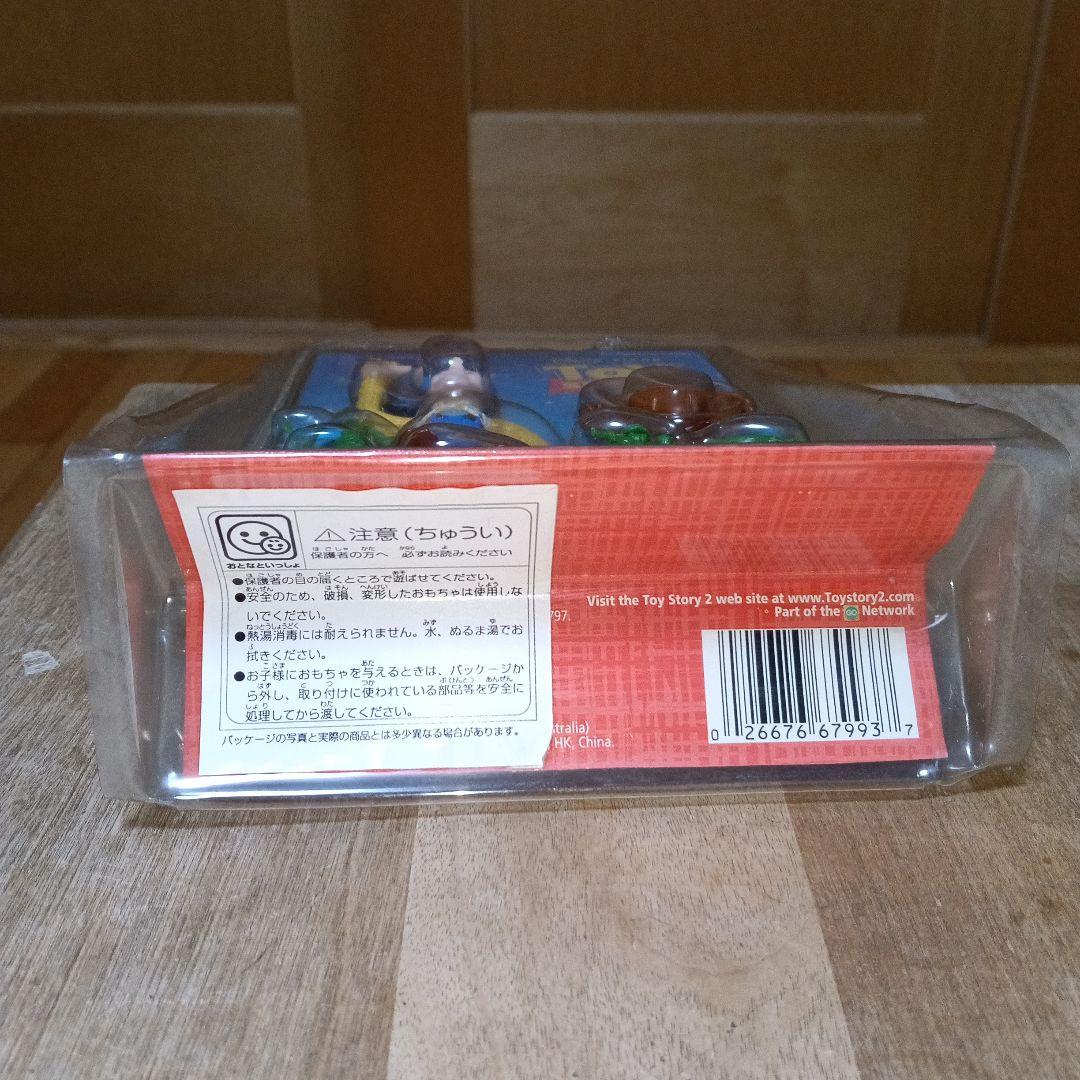 ⚠注意(ちゅうい)
保護者の方へ 必ずお読みください
おとなといっしょ
●保護者の目の届くところで遊ばせてください。
●安全のため、破損、変形したおもちゃは使用しな
いでください。
●熱湯消毒には耐えられません。水、ぬるま湯でお
拭きください。
●お子様におもちゃを与えるときは、パッケージか
ら外し、取り付けに使われている部品等を安全に
処理してから渡してください。
パッケージの写真と実際の商品とは多少異なる場合があります。
Visit the Toy Story 2 web site at www.Toystory2.com
Part of the GO Network
797.
tralia)
, HK, China.
0 26676 67993 7